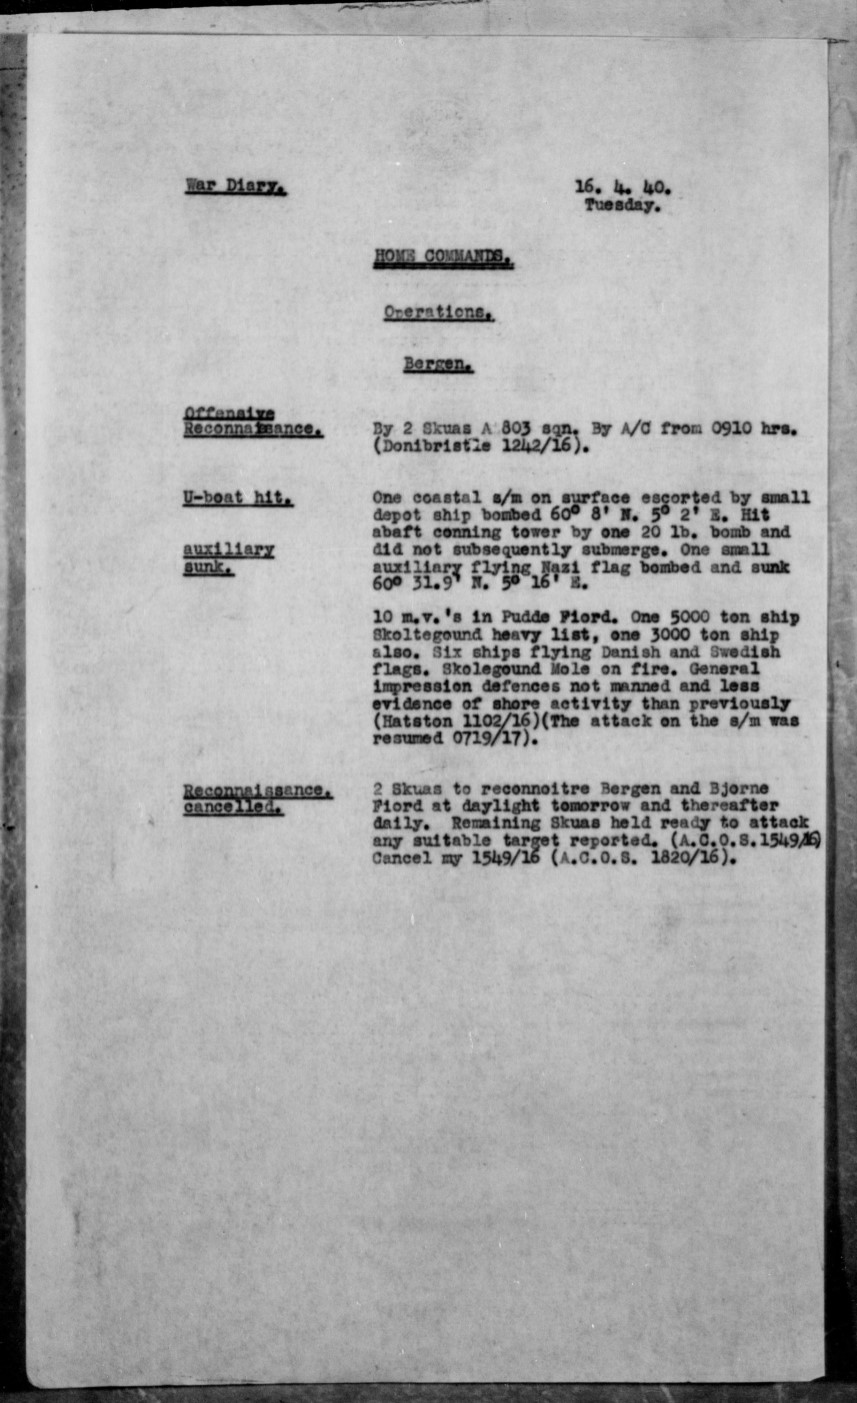 War Diary.
16. 4. 40.
Tuesday.
HOME COMMANDS.
Operations.
Bergen.
Offensive
Reconnaissance.
By 2 Skuas A 803 sqn. By A/C from 0910 hrs.
(Donibristle 1242/16).
U-boat hit.
One coastal s/m on surface escorted by small
depot ship bombed 60° 8' N. 5° 2' E. Hit
abaft conning tower by one 20 lb. bomb and
auxiliary
did not subsequently submerge. One small
sunk.
auxiliary flying Nazi flag bombed and sunk
60° 31.9' N. 5° 16' E.
10 m.v.'s in Pudde Fiord. One 5000 ton ship
Skoltegound heavy list, one 3000 ton ship
also. Six ships flying Danish and Swedish
flags. Skolegound Mole on fire. General
impression defences not manned and less
evidence of shore activity than previously
(Hatston 1102/16)(The attack on the s/m was
resumed 0719/17).
Reconnaissance.
cancelled.
2 Skuas to reconnoitre Bergen and Bjorne
Fiord at daylight tomorrow and thereafter
daily. Remaining Skuas held ready to attack
any suitable target reported. (A.C.O.S.1549/16)
Cancel my 1549/16 (A.C.O.S. 1820/16).